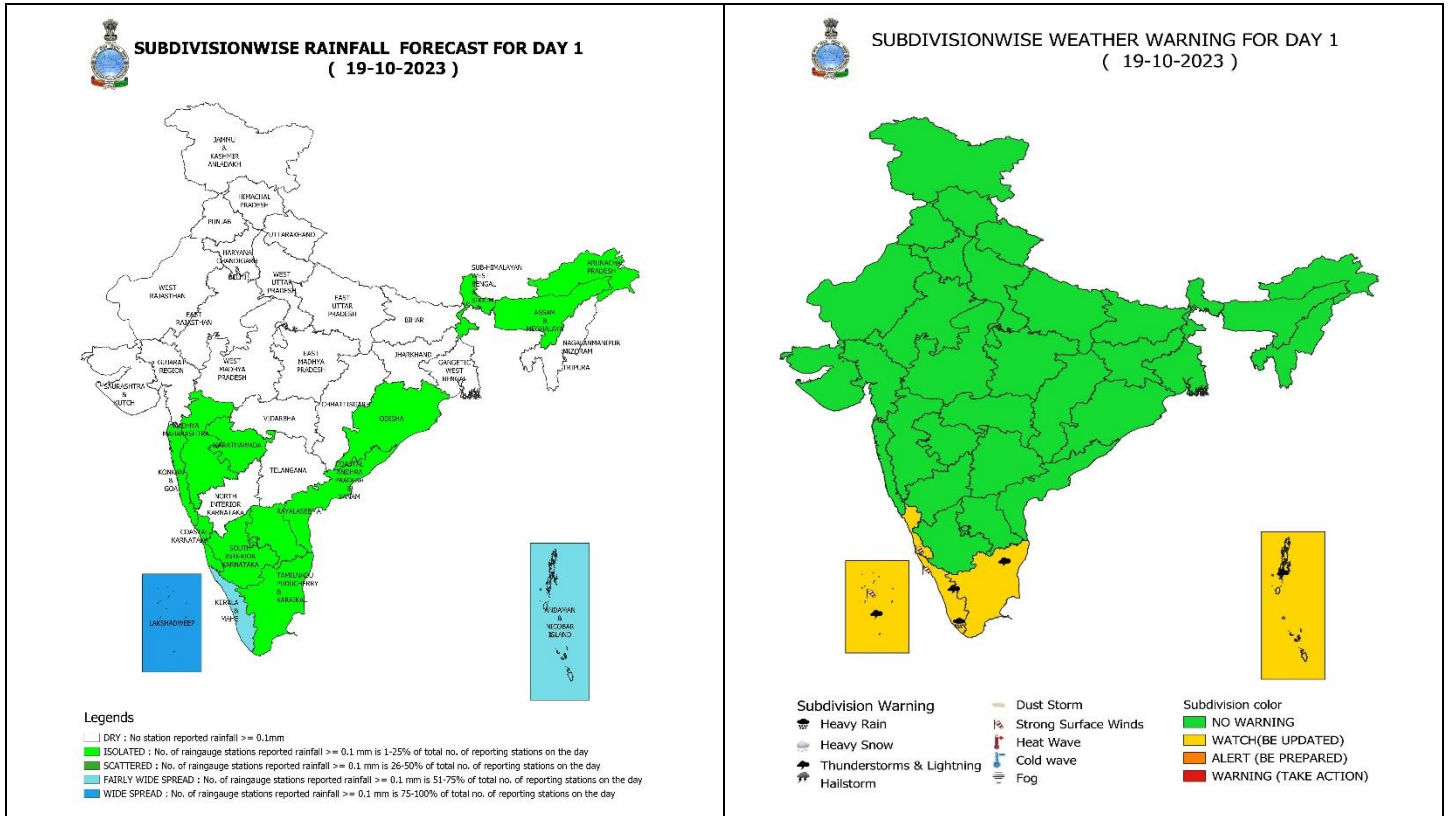 SUBDIVISIONWISE RAINFALL FORECAST FOR DAY 1
( 19-10-2023 )
JAMMU
&
KASHMIR
ANLADAKH
HIMACHAL
PRADESH
PUNJAB
UTTARAKHAND
HARYANA
CHANDIGARH
&
DELHI
WEST
RAJASTHAN
WEST
UTTAR
PRADESH
EAST
UTTAR
PRADESH
EAST
RAJASTHAN
BIHAR
SUB-HIMALAYAN
WEST
BENGAL
&
SIKKIM
ARUNACHAL
PRADESH
ASSAM
&
MEGHALAYA
NAGALANMANIPUR
MIZORAM
&
TRIPURA
GUJARAT
REGION
WEST
MADHYA
PRADESH
EAST
MADHYA
PRADESH
JHARKHAND
GANGETIC
WEST
BENGAL
SAURASHTRA
&
KUTCH
CHHATTISGARH
ODISHA
VIDARBHA
MADHYA
MAHARASHTRA
MARATHAWADA
KONKAN
&
GOA
TELANGANA
COASTAL
ANDHRA
PRADESH
&
YANAM
NORTH
INTERIOR
KARNATAKA
RAYALASEEMA
COASTAL
KARNATAKA
SOUTH
INTERIOR
KARNATAKA
TAMILNADU
PUDUCHERRY
&
KARAIKAL
KERALA
&
MAHE
LAKSHADWEEP
ANDAMAN
&
NICOBAR
ISLAND
Legends
DRY : No station reported rainfall >= 0.1mm
ISOLATED : No. of raingauge stations reported rainfall >= 0.1 mm is 1-25% of total no. of reporting stations on the day
SCATTERED : No. of raingauge stations reported rainfall >= 0.1 mm is 26-50% of total no. of reporting stations on the day
FAIRLY WIDE SPREAD : No. of raingauge stations reported rainfall >= 0.1 mm is 51-75% of total no. of reporting stations on the day
WIDE SPREAD : No. of raingauge stations reported rainfall >= 0.1 mm is 75-100% of total no. of reporting stations on the day
SUBDIVISIONWISE WEATHER WARNING FOR DAY 1
( 19-10-2023 )
Subdivision Warning
Heavy Rain
Heavy Snow
Thunderstorms & Lightning
Hailstorm
Dust Storm
Strong Surface Winds
Heat Wave
Cold wave
Fog
Subdivision color
NO WARNING
WATCH(BE UPDATED)
ALERT (BE PREPARED)
WARNING (TAKE ACTION)